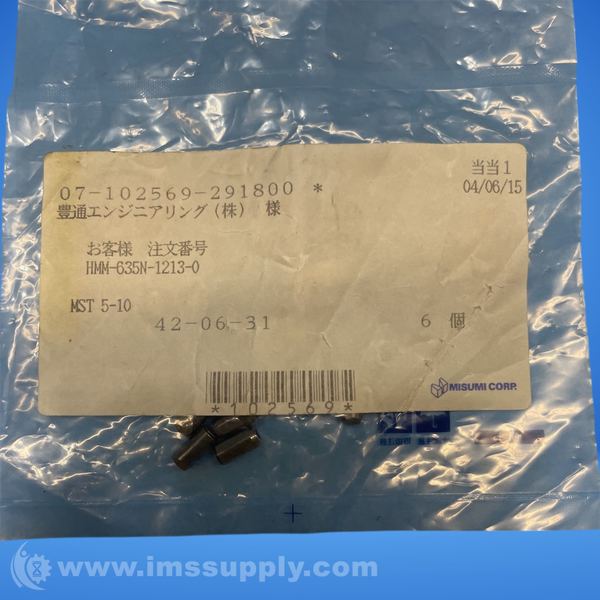 当当1
07-102569-291800 *
04/06/15
豊通エンジニアリング(株) 様
お客様 注文番号
HMM-635N-1213-0
MST 5-10
42-06-31 6 個
MISUMI CORP.
*102569*
www.imssupply.com